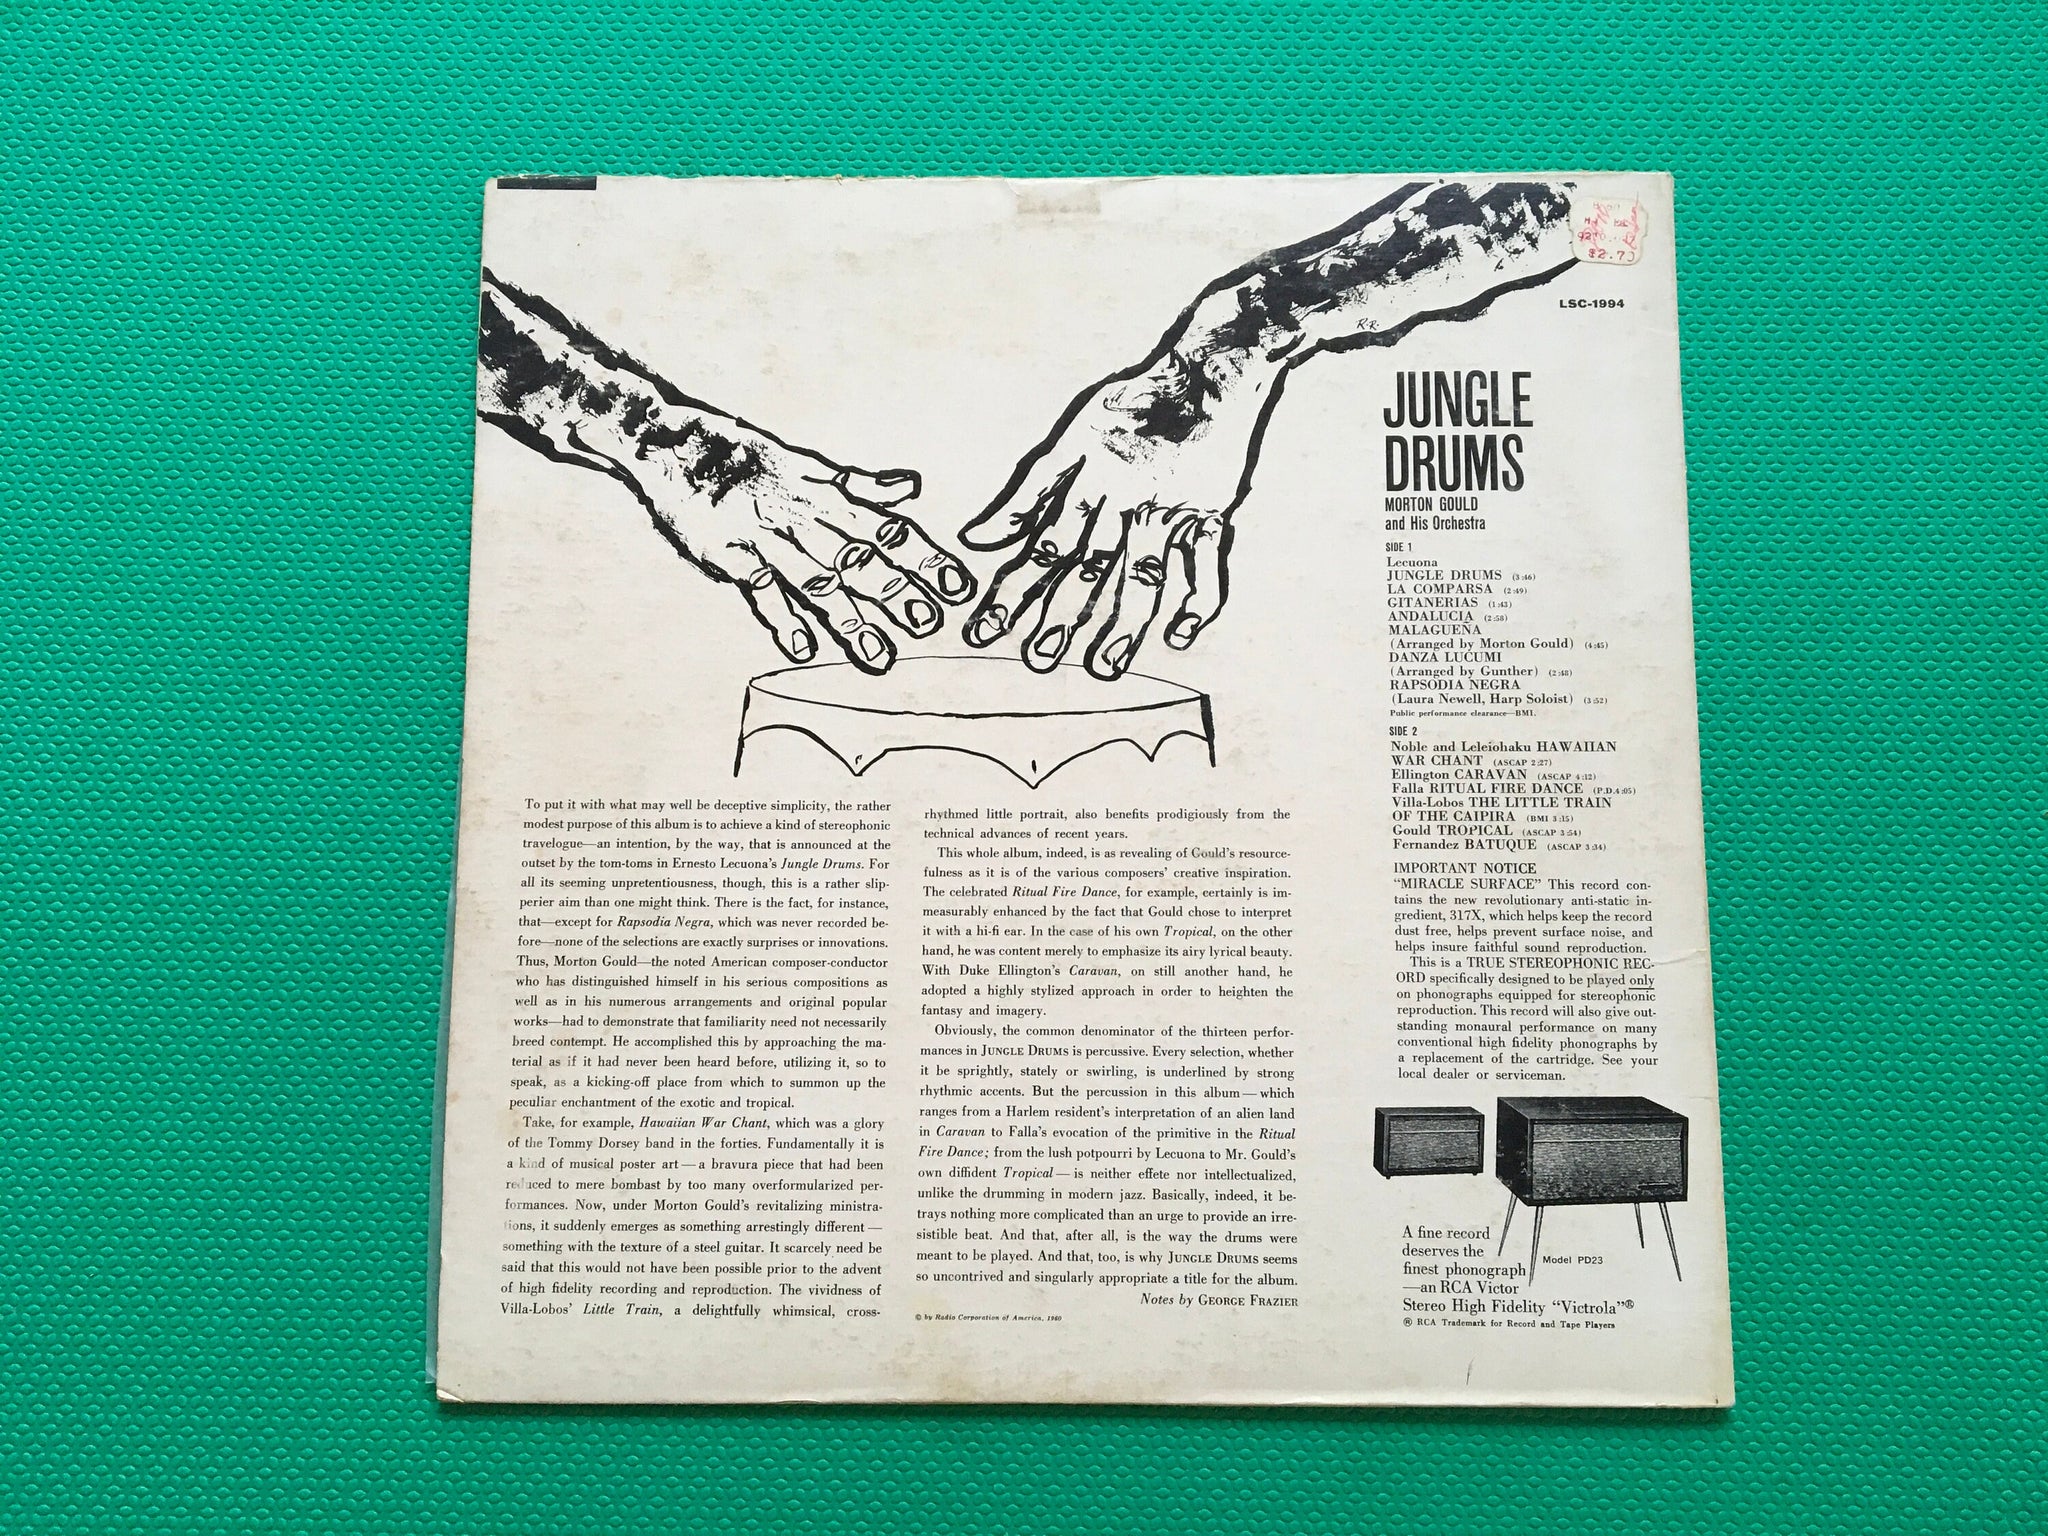 $2.70
R.R.
LSC-1994
JUNGLE
DRUMS
MORTON GOULD
and His Orchestra
SIDE 1
Lecuona
JUNGLE DRUMS (3:46)
LA COMPARSA (2:49)
GITANERIAS (1:43)
ANDALUCIA (2:58)
MALAGUEÑA
(Arranged by Morton Gould) (4:45)
DANZA LUCUMI
(Arranged by Gunther) (2:48)
RAPSODIA NEGRA
(Laura Newell, Harp Soloist) (3:52)
Public performance clearance—BMI.
SIDE 2
Noble and Leleiohaku HAWAIIAN
WAR CHANT (ASCAP 2:27)
Ellington CARAVAN (ASCAP 4:12)
Falla RITUAL FIRE DANCE (P.D.4:05)
Villa-Lobos THE LITTLE TRAIN
OF THE CAIPIRA (BMI 3:15)
Gould TROPICAL (ASCAP 3:54)
Fernandez BATUQUE (ASCAP 3:34)
IMPORTANT NOTICE
"MIRACLE SURFACE" This record con-
tains the new revolutionary anti-static in-
gredient, 317X, which helps keep the record
dust free, helps prevent surface noise, and
helps insure faithful sound reproduction.
This is a TRUE STEREOPHONIC REC-
ORD specifically designed to be played only
on phonographs equipped for stereophonic
reproduction. This record will also give out-
standing monaural performance on many
conventional high fidelity phonographs by
a replacement of the cartridge. See your
local dealer or serviceman.
Model PD23
A fine record
deserves the
finest phonograph
—an RCA Victor
Stereo High Fidelity "Victrola"®
® RCA Trademark for Record and Tape Players
To put it with what may well be deceptive simplicity, the rather
modest purpose of this album is to achieve a kind of stereophonic
travelogue—an intention, by the way, that is announced at the
outset by the tom-toms in Ernesto Lecuona's Jungle Drums. For
all its seeming unpretentiousness, though, this is a rather slip-
perier aim than one might think. There is the fact, for instance,
that—except for Rapsodia Negra, which was never recorded be-
fore—none of the selections are exactly surprises or innovations.
Thus, Morton Gould—the noted American composer-conductor
who has distinguished himself in his serious compositions as
well as in his numerous arrangements and original popular
works—had to demonstrate that familiarity need not necessarily
breed contempt. He accomplished this by approaching the ma-
terial as if it had never been heard before, utilizing it, so to
speak, as a kicking-off place from which to summon up the
peculiar enchantment of the exotic and tropical.
Take, for example, Hawaiian War Chant, which was a glory
of the Tommy Dorsey band in the forties. Fundamentally it is
a kind of musical poster art—a bravura piece that had been
reduced to mere bombast by too many overformularized per-
formances. Now, under Morton Gould's revitalizing ministra-
tions, it suddenly emerges as something arrestingly different—
something with the texture of a steel guitar. It scarcely need be
said that this would not have been possible prior to the advent
of high fidelity recording and reproduction. The vividness of
Villa-Lobos' Little Train, a delightfully whimsical, cross-
rhythmed little portrait, also benefits prodigiously from the
technical advances of recent years.
This whole album, indeed, is as revealing of Gould's resource-
fulness as it is of the various composers' creative inspiration.
The celebrated Ritual Fire Dance, for example, certainly is im-
measurably enhanced by the fact that Gould chose to interpret
it with a hi-fi ear. In the case of his own Tropical, on the other
hand, he was content merely to emphasize its airy lyrical beauty.
With Duke Ellington's Caravan, on still another hand, he
adopted a highly stylized approach in order to heighten the
fantasy and imagery.
Obviously, the common denominator of the thirteen perfor-
mances in JUNGLE DRUMS is percussive. Every selection, whether
it be sprightly, stately or swirling, is underlined by strong
rhythmic accents. But the percussion in this album—which
ranges from a Harlem resident's interpretation of an alien land
in Caravan to Falla's evocation of the primitive in the Ritual
Fire Dance; from the lush potpourri by Lecuona to Mr. Gould's
own diffident Tropical—is neither effete nor intellectualized,
unlike the drumming in modern jazz. Basically, indeed, it be-
trays nothing more complicated than an urge to provide an irre-
sistible beat. And that, after all, is the way the drums were
meant to be played. And that, too, is why JUNGLE DRUMS seems
so uncontrived and singularly appropriate a title for the album.
Notes by GEORGE FRAZIER
© by Radio Corporation of America, 1960